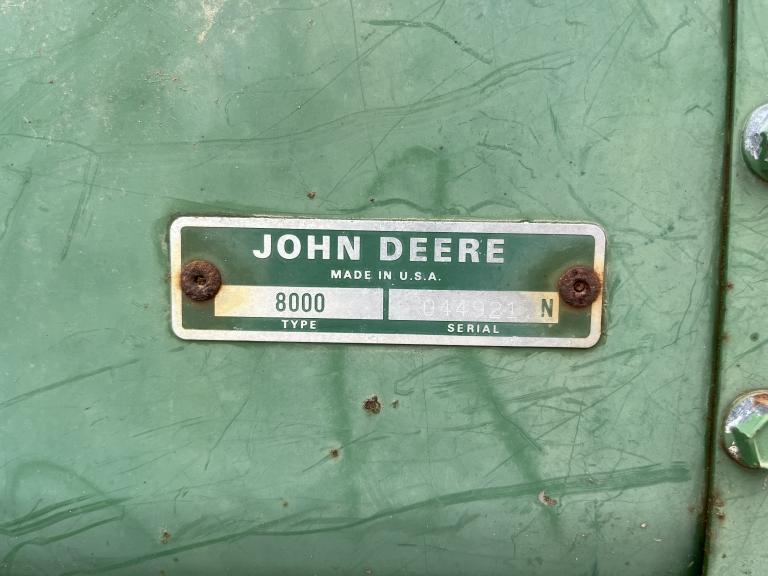 JOHN DEERE
MADE IN U.S.A.
8000 044921 N
TYPE SERIAL